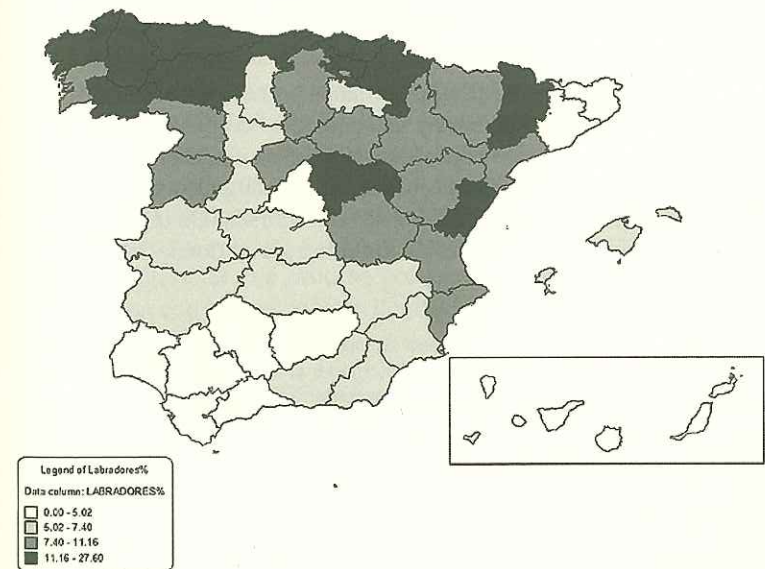 Legend of Labradores%
Data column: LABRADORES%
0.00 - 5.02
5.02 - 7.40
7.40 - 11.16
11.16 - 27.60